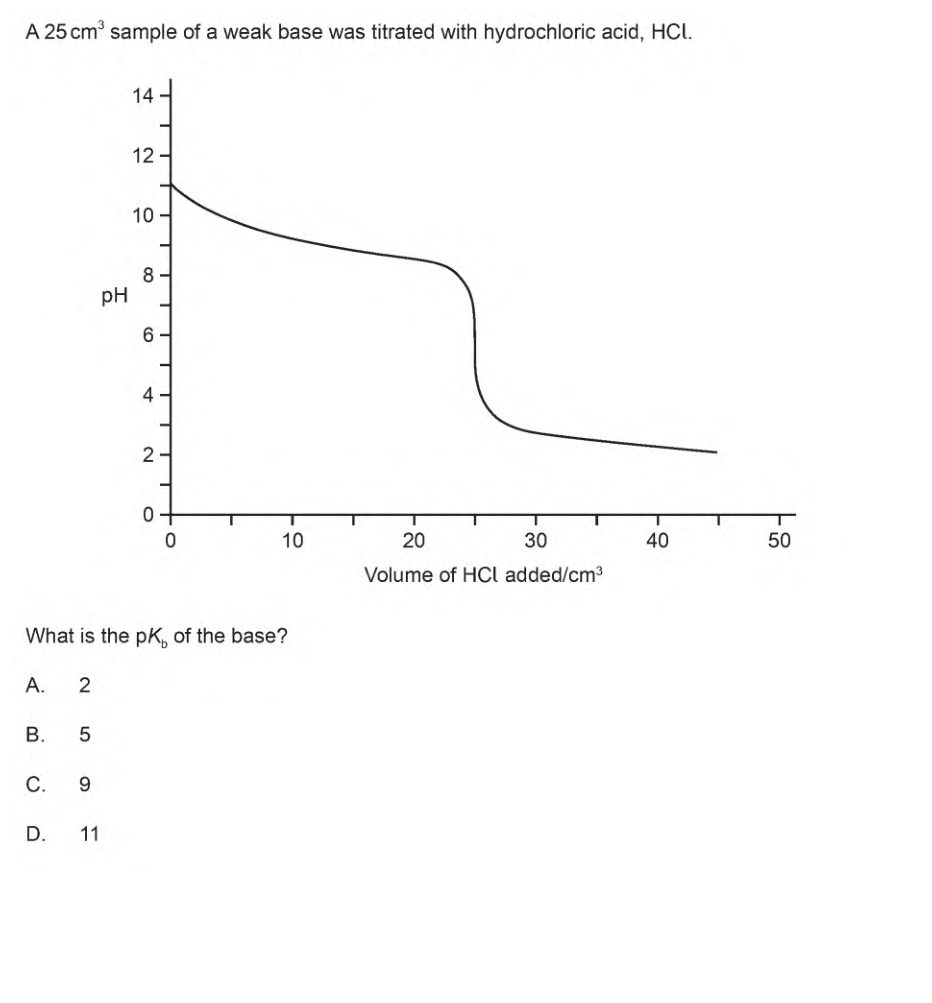 A 25 cm³ sample of a weak base was titrated with hydrochloric acid, HCl.
14
12
10
8
pH
6
4
2
0
0 10 20 30 40 50
Volume of HCl added/cm³
What is the pKb of the base?
A. 2
B. 5
C. 9
D. 11